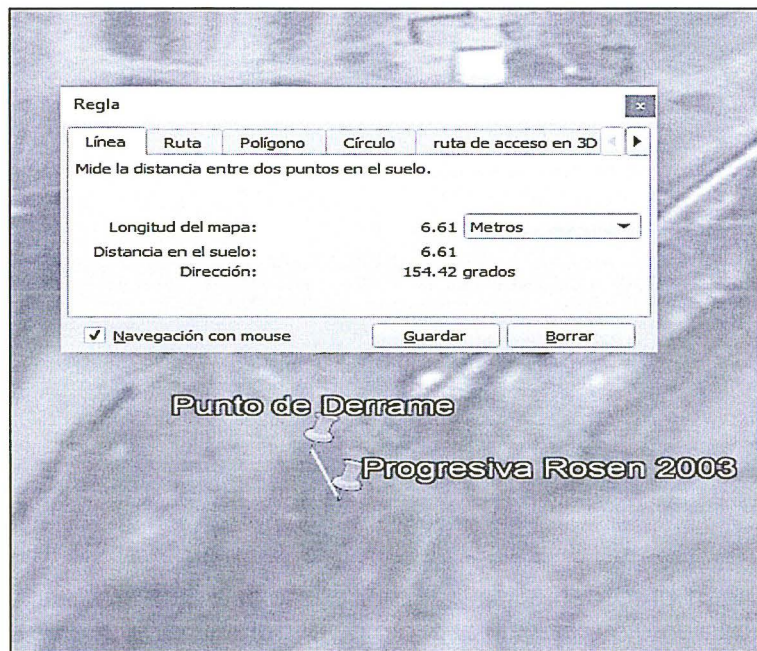 Regla
Línea Ruta Polígono Círculo ruta de acceso en 3D
Mide la distancia entre dos puntos en el suelo.
Longitud del mapa: 6.61 Metros
Distancia en el suelo: 6.61
Dirección: 154.42 grados
Navegación con mouse Guardar Borrar
Punto de Derrame
Progresiva Rosen 2003